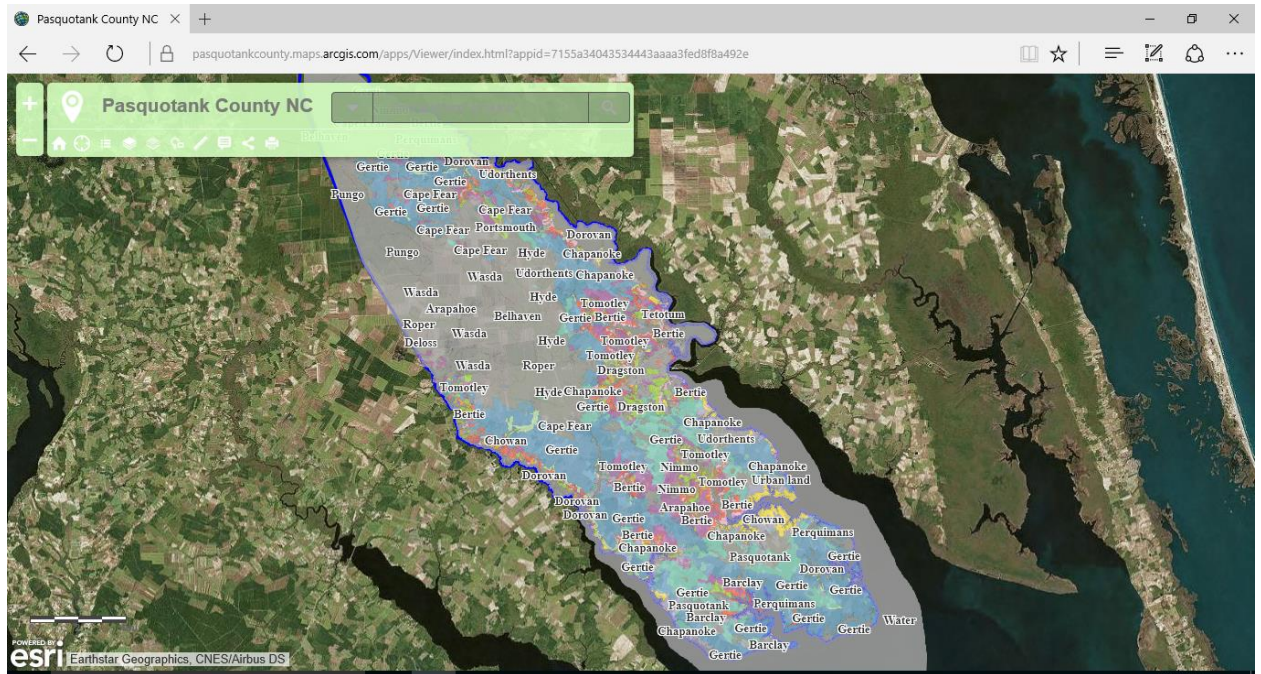 Pasquotank County NC
pasquotankcounty.maps.arcgis.com/apps/Viewer/index.html?appid=7155a34043534443aaaa3fed8f8a492e
Pasquotank County NC
Belhaven Perquimans
Gertie Gertie Dorovan
Gertie Udorthents
Pungo Cape Fear
Gertie Gertie Cape Fear
Cape Fear Portsmouth Dorovan
Pungo Cape Fear Hyde Chapanoke
Wasda Udorthents Chapanoke
Wasda Hyde Tomotley
Arapahoe Belhaven Gertie Bertie Tetotum
Roper Wasda Bertie
Deloss Hyde Tomotley
Tomotley
Wasda Roper Dragston
Tomotley Hyde Chapanoke Bertie
Bertie Gertie Dragston
Cape Fear Chapanoke
Chowan Gertie Gertie Udorthents
Tomotley
Dorovan Tomotley Nimmo Chapanoke
Bertie Nimmo Tomotley Urban land
Dorovan Arapahoe Bertie
Dorovan Gertie Bertie Chowan
Bertie Chapanoke Perquimans
Chapanoke Pasquotank Gertie
Gertie Dorovan
Gertie Barclay Gertie Gertie
Pasquotank Perquimans
Barclay Gertie Water
Chapanoke Gertie Gertie
Barclay
Gertie
POWERED BY
esri Earthstar Geographics, CNES/Airbus DS